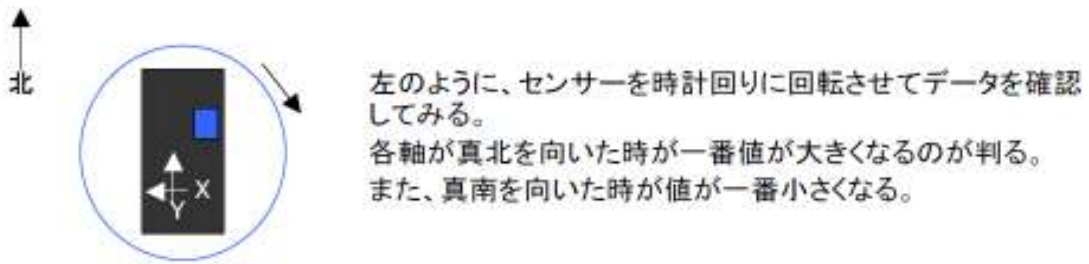 北
左のように、センサーを時計回りに回転させてデータを確認
してみる。
各軸が真北を向いた時が一番値が大きくなるのが判る。
また、真南を向いた時が値が一番小さくなる。
X
Y